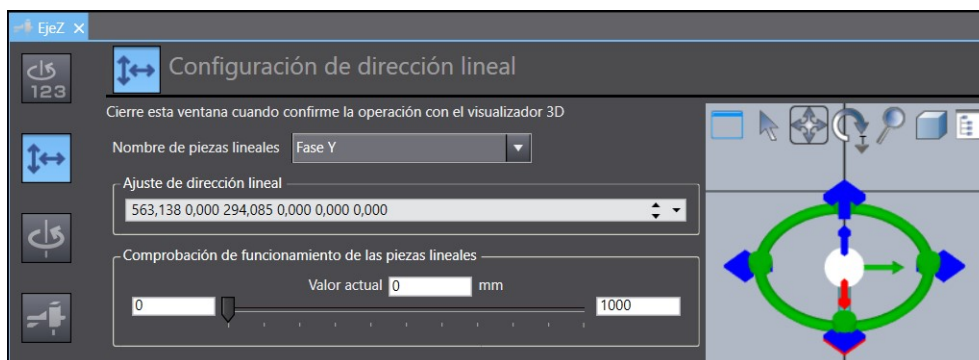 EjeZ
123
Configuración de dirección lineal
Cierre esta ventana cuando confirme la operación con el visualizador 3D
Nombre de piezas lineales Fase Y
Ajuste de dirección lineal
563,138 0,000 294,085 0,000 0,000 0,000
Comprobación de funcionamiento de las piezas lineales
Valor actual 0 mm
0 1000